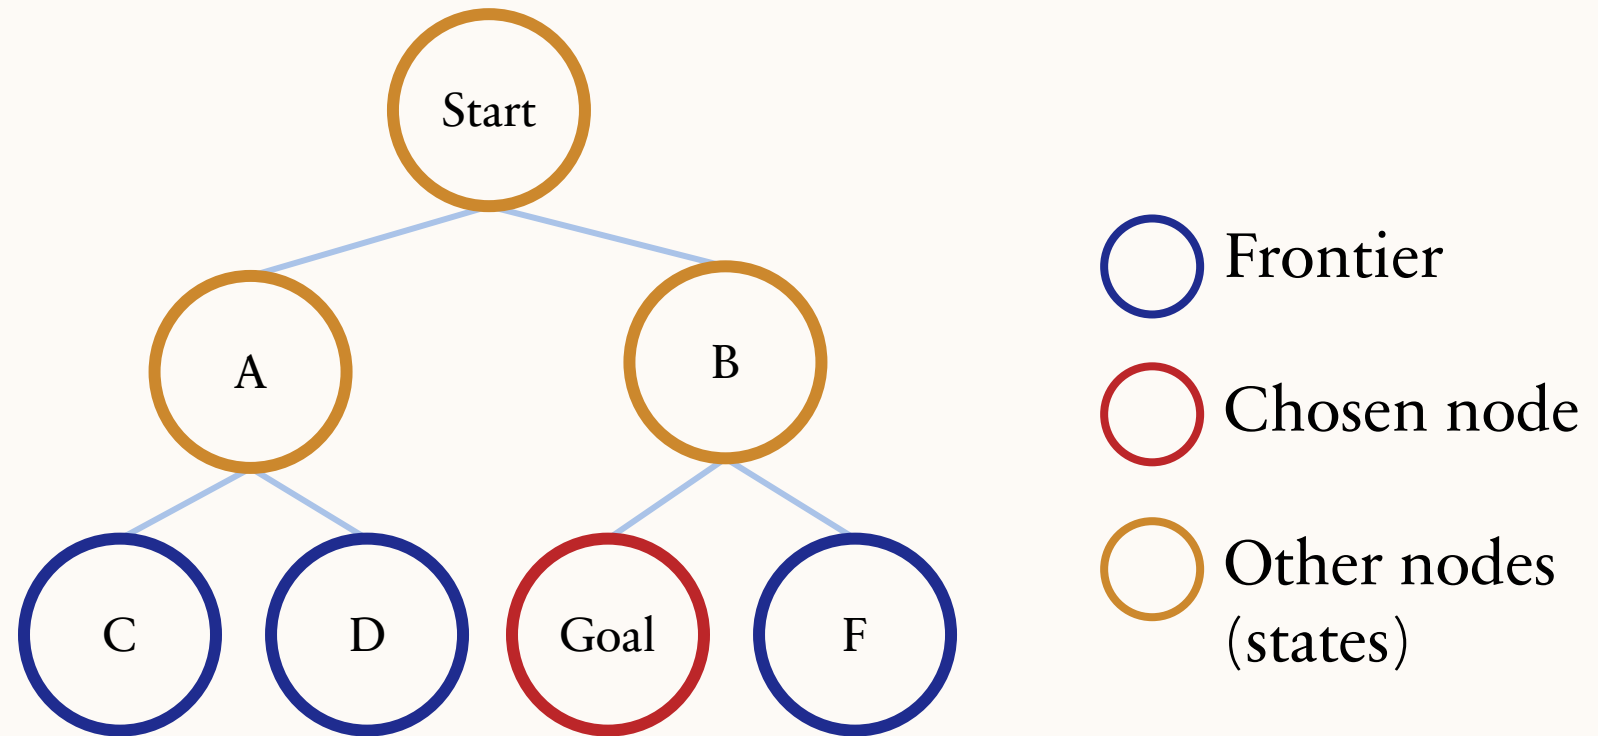 Start
A
B
C
D
Goal
F
Frontier
Chosen node
Other nodes
(states)